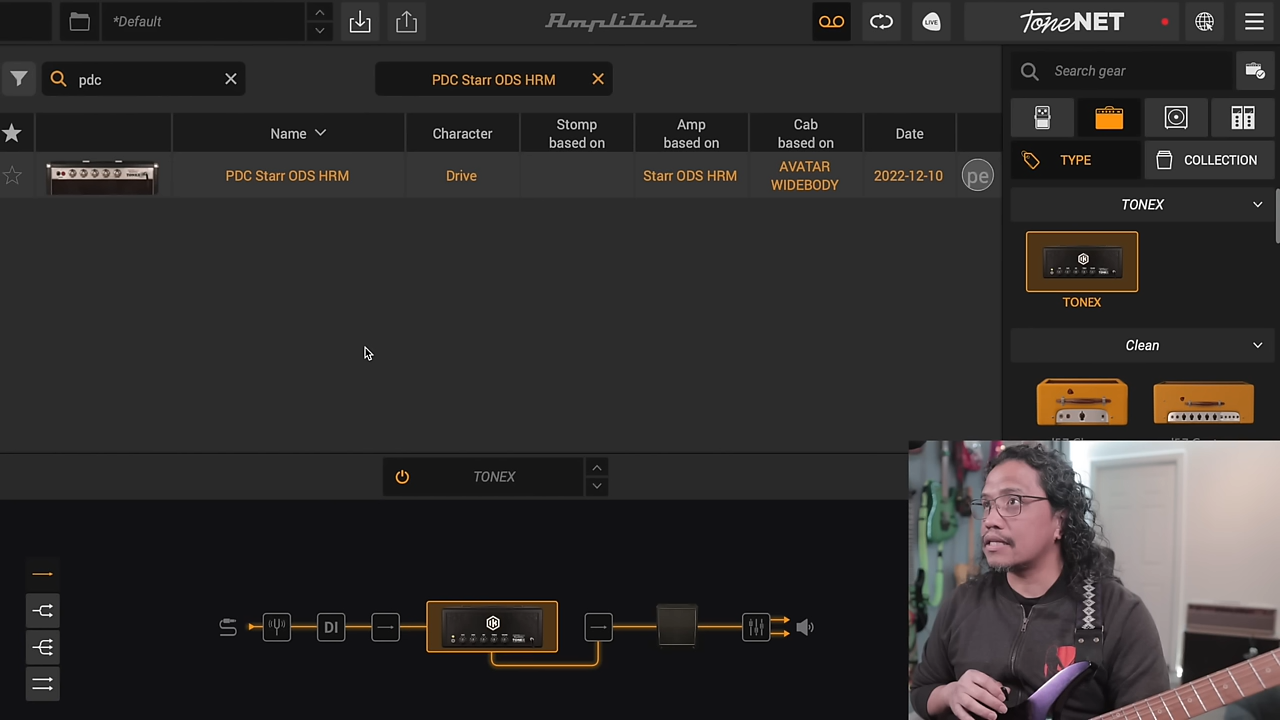 *Default
AmpliTube
LIVE
ToneNET
pdc
PDC Starr ODS HRM
Search gear
Name
Character
Stomp
based on
Amp
based on
Cab
based on
Date
TYPE
COLLECTION
PDC Starr ODS HRM
Drive
Starr ODS HRM
AVATAR
WIDEBODY
2022-12-10
pe
TONEX
TONEX
Clean
TONEX
DI